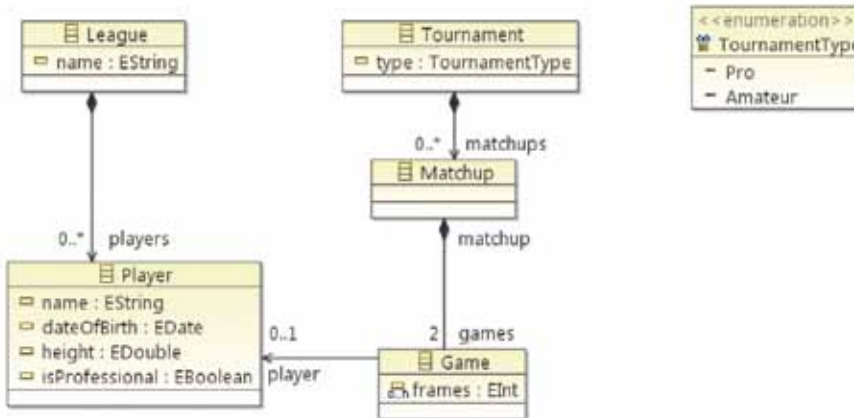 League
name : EString
Tournament
type : TournamentType
<<enumeration>>
TournamentType
Pro
Amateur
0..* matchups
Matchup
matchup
0..* players
Player
name : EString
dateOfBirth : EDate
height : EDouble
isProfessional : EBoolean
0..1
player
2 games
Game
frames : EInt